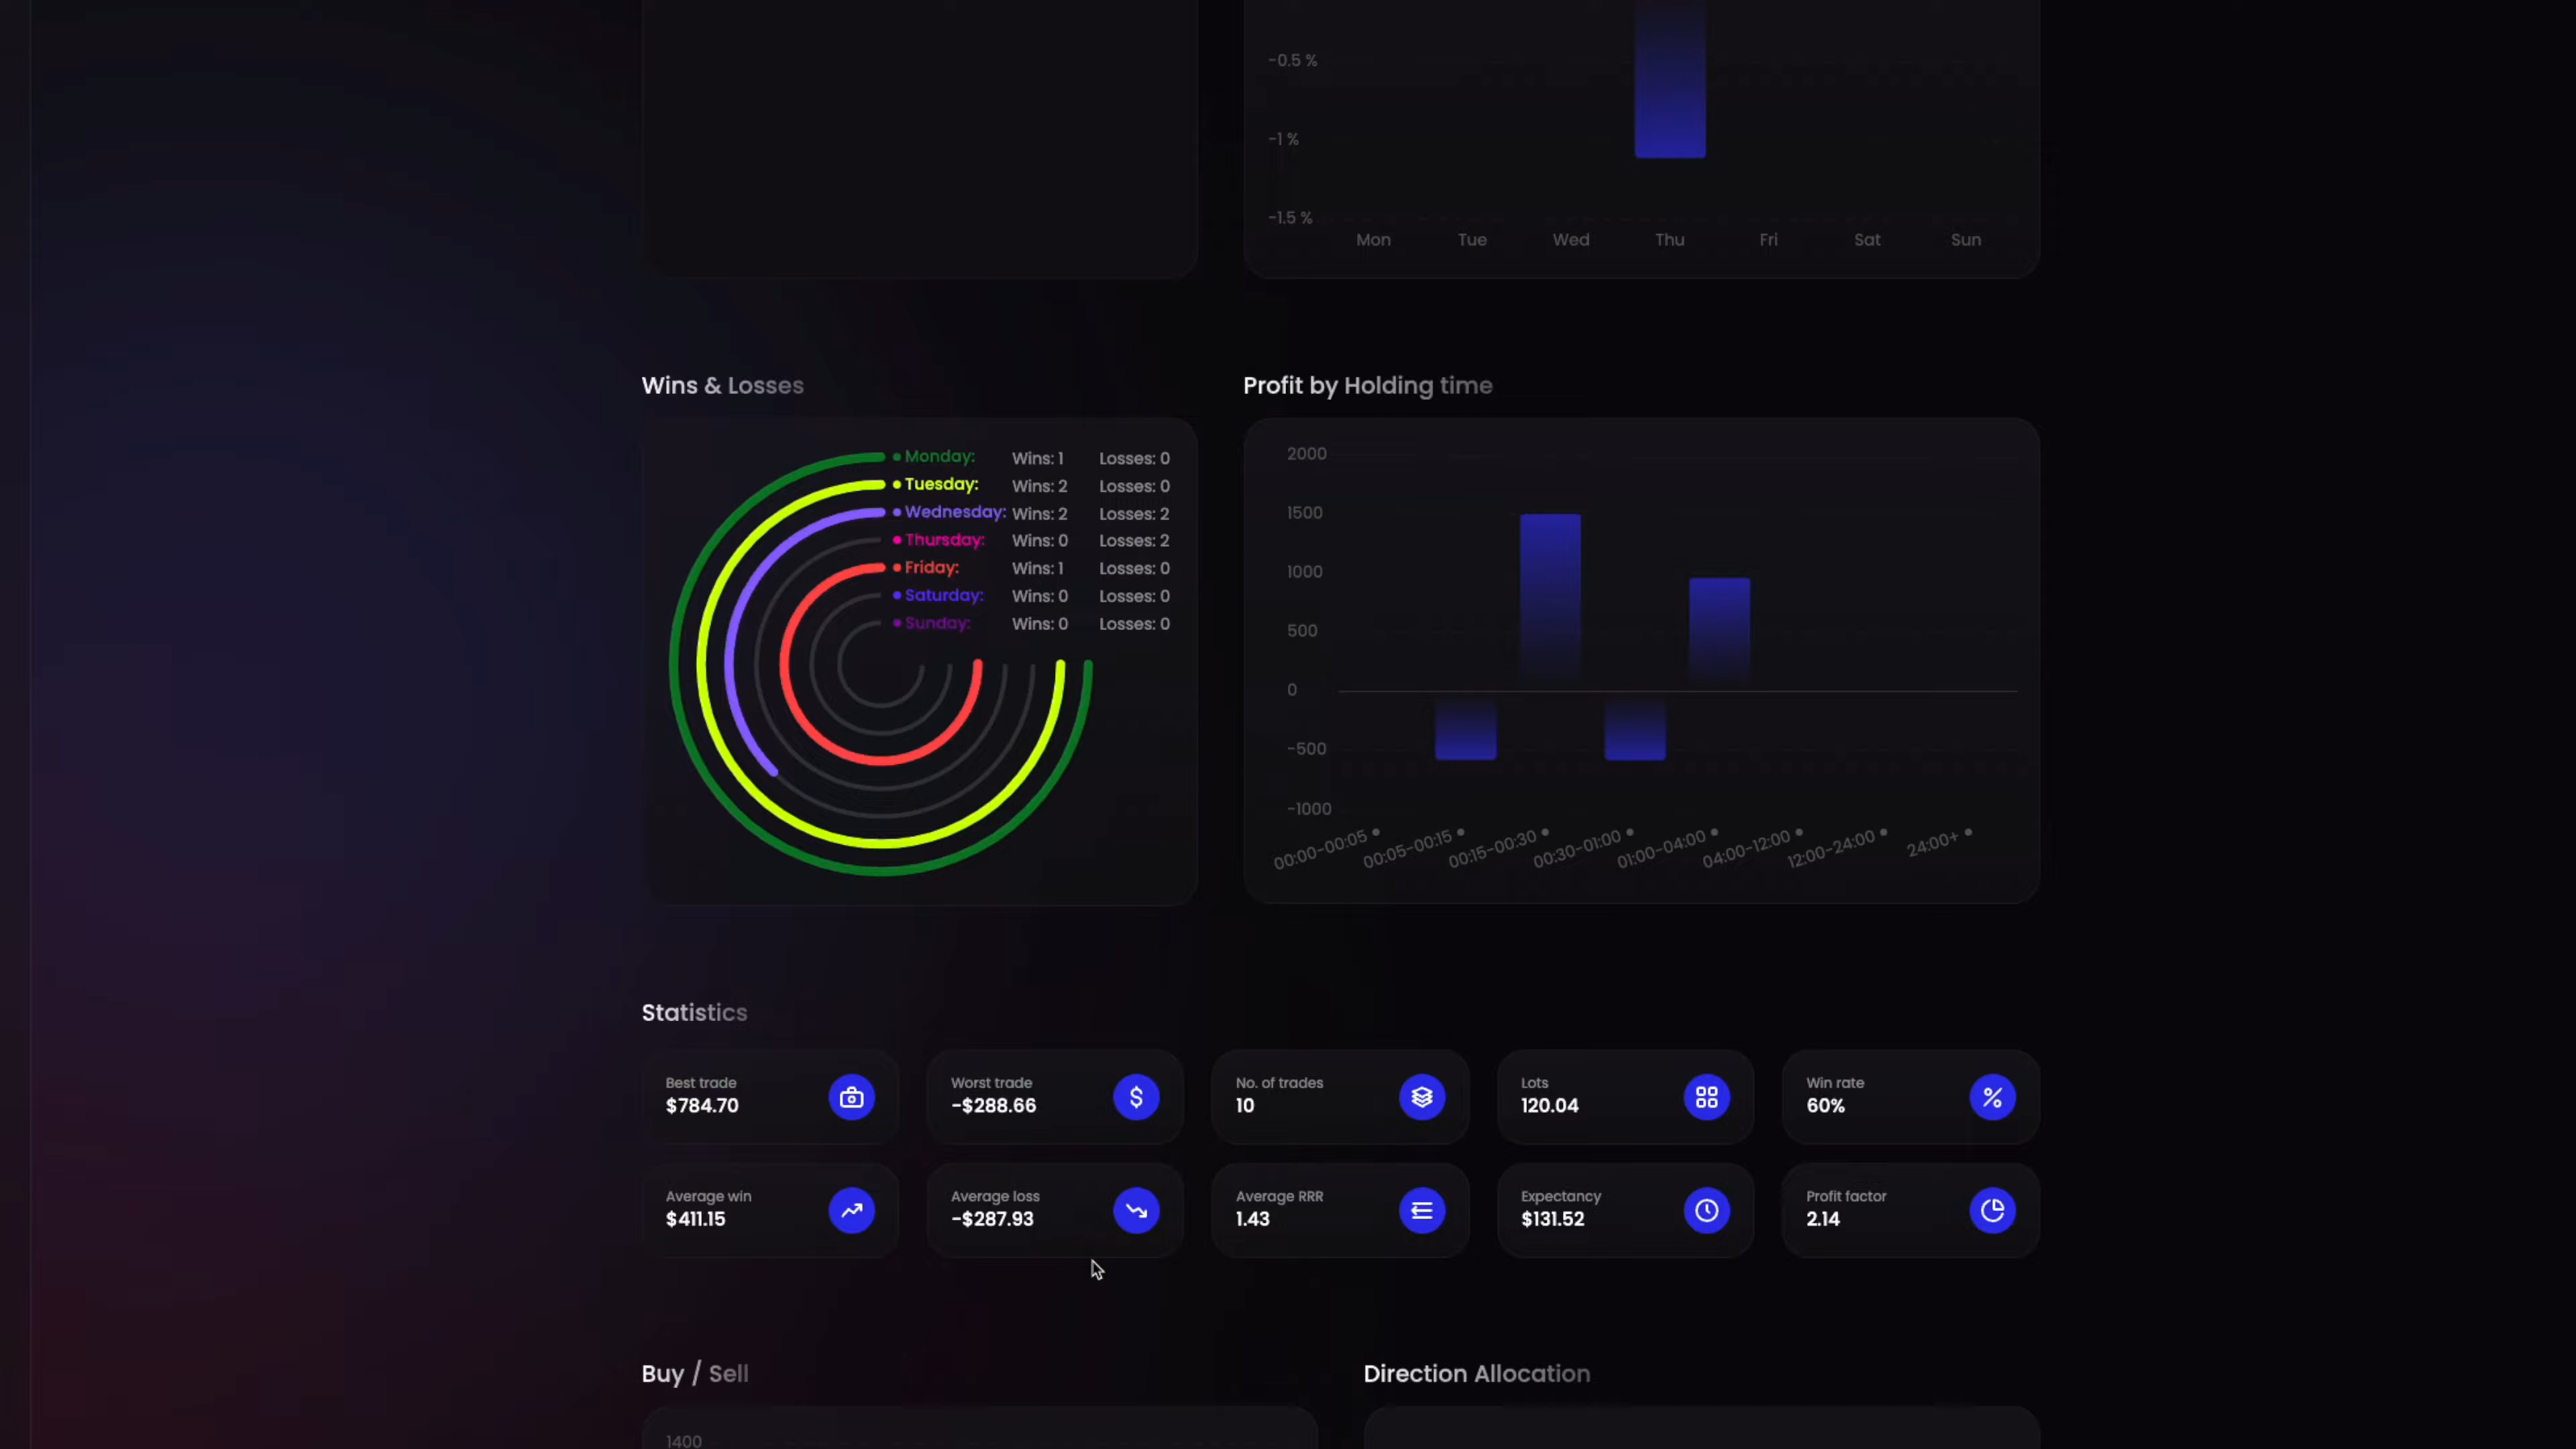 -0.5 %
-1 %
-1.5 %
Mon Tue Wed Thu Fri Sat Sun
Wins & Losses
Monday: Wins: 1 Losses: 0
Tuesday: Wins: 2 Losses: 0
Wednesday: Wins: 2 Losses: 2
Thursday: Wins: 0 Losses: 2
Friday: Wins: 1 Losses: 0
Saturday: Wins: 0 Losses: 0
Sunday: Wins: 0 Losses: 0
Profit by Holding time
2000
1500
1000
500
0
-500
-1000
00:00-00:05 00:05-00:15 00:15-00:30 00:30-01:00 01:00-04:00 04:00-12:00 12:00-24:00 24:00+
Statistics
Best trade
$784.70
Worst trade
-$288.66
No. of trades
10
Lots
120.04
Win rate
60%
Average win
$411.15
Average loss
-$287.93
Average RRR
1.43
Expectancy
$131.52
Profit factor
2.14
Buy / Sell
1400
Direction Allocation